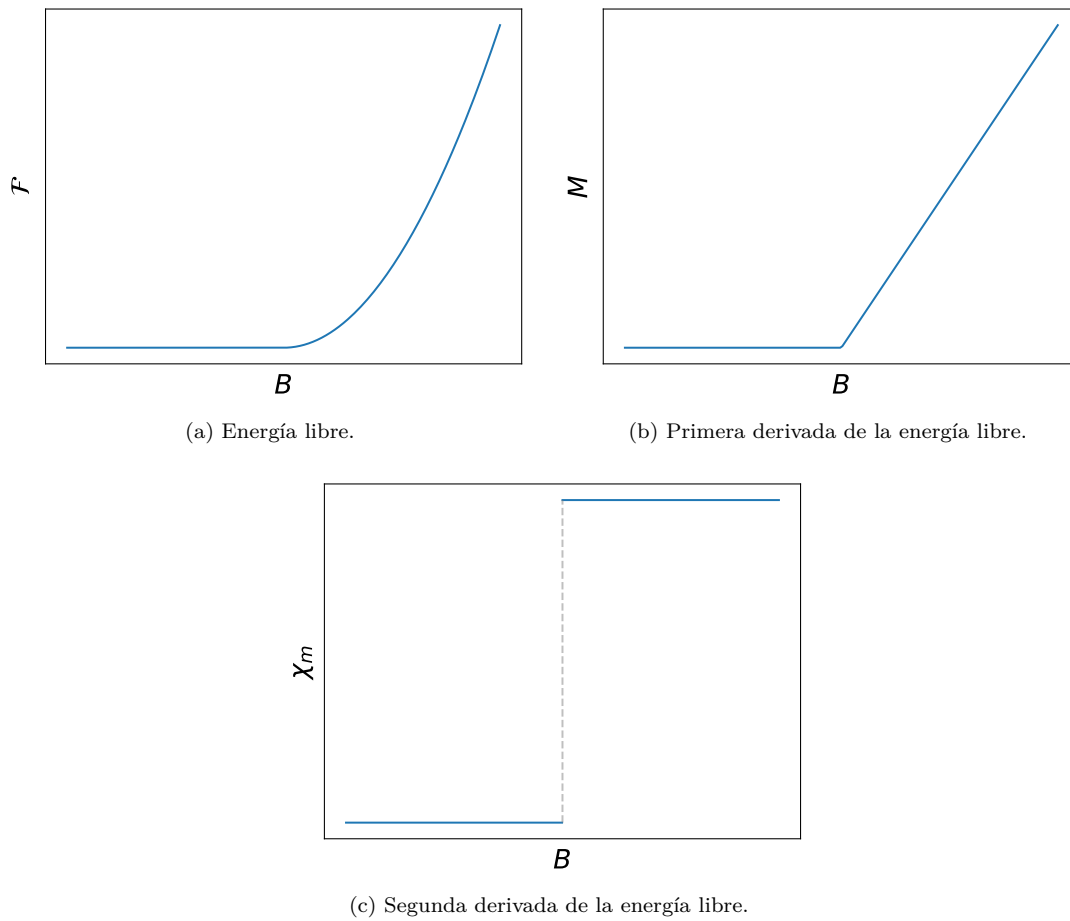 ℱ
B
(a) Energía libre.
M
B
(b) Primera derivada de la energía libre.
χm
B
(c) Segunda derivada de la energía libre.